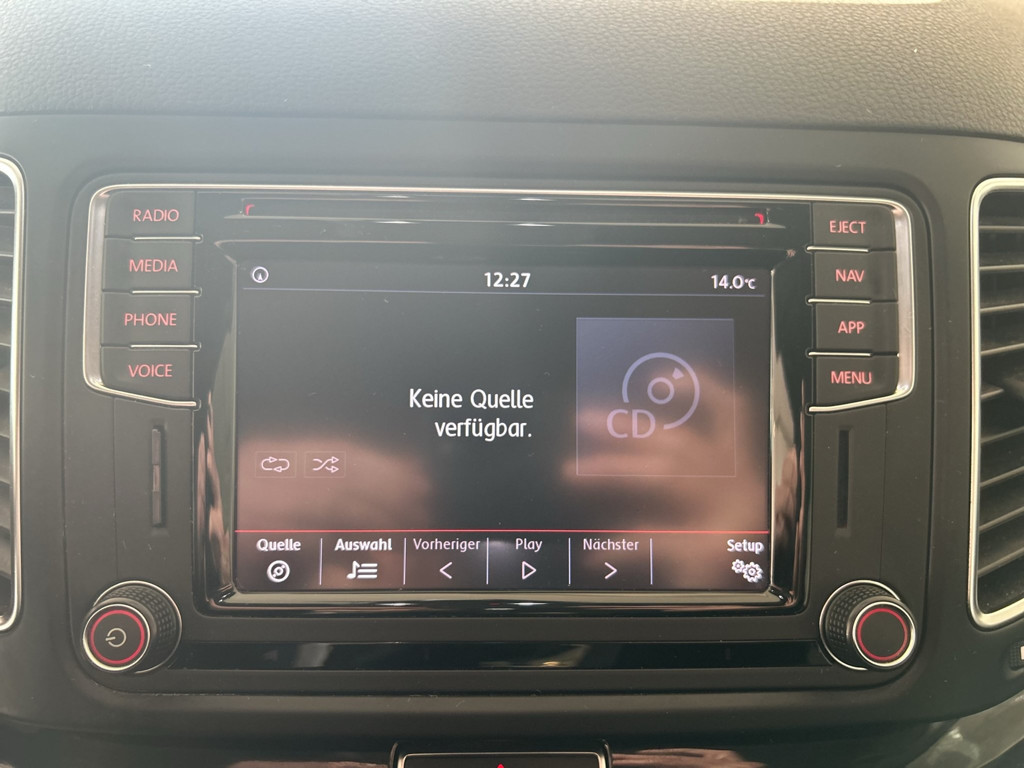 RADIO
MEDIA
PHONE
VOICE
EJECT
NAV
APP
MENU
12:27
14.0°C
Keine Quelle
verfügbar.
CD
Quelle
Auswahl
Vorheriger
Play
Nächster
Setup